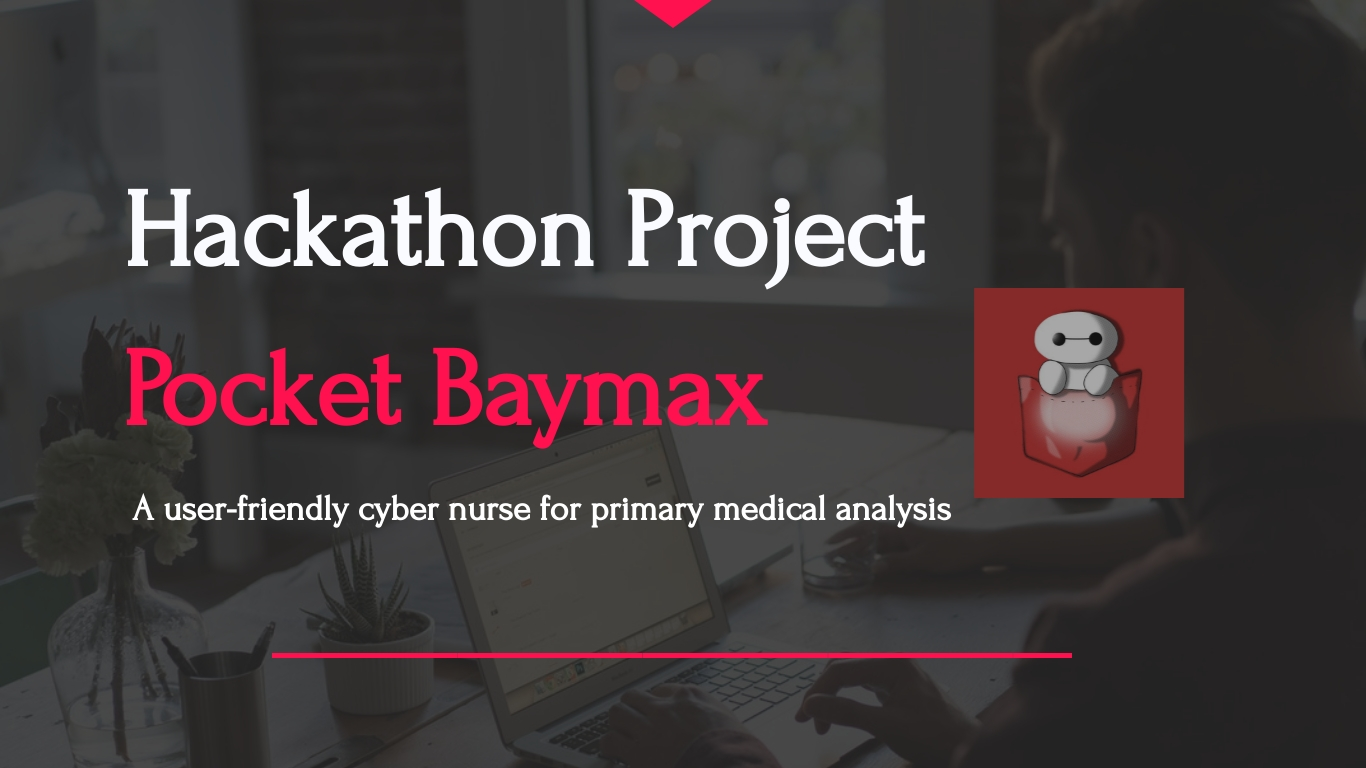 Hackathon Project
Pocket Baymax
A user-friendly cyber nurse for primary medical analysis